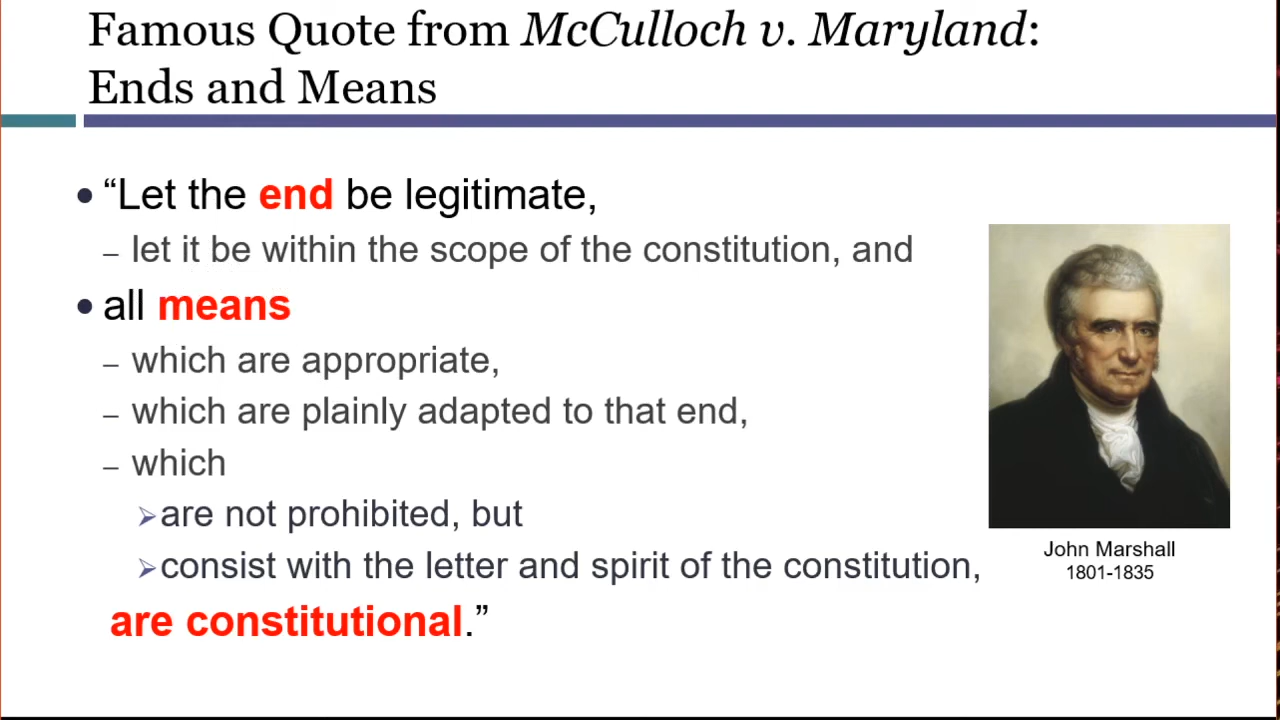 Famous Quote from McCulloch v. Maryland:
Ends and Means
• “Let the end be legitimate,
– let it be within the scope of the constitution, and
• all means
– which are appropriate,
– which are plainly adapted to that end,
– which
➢are not prohibited, but
➢consist with the letter and spirit of the constitution,
are constitutional.”
John Marshall
1801-1835